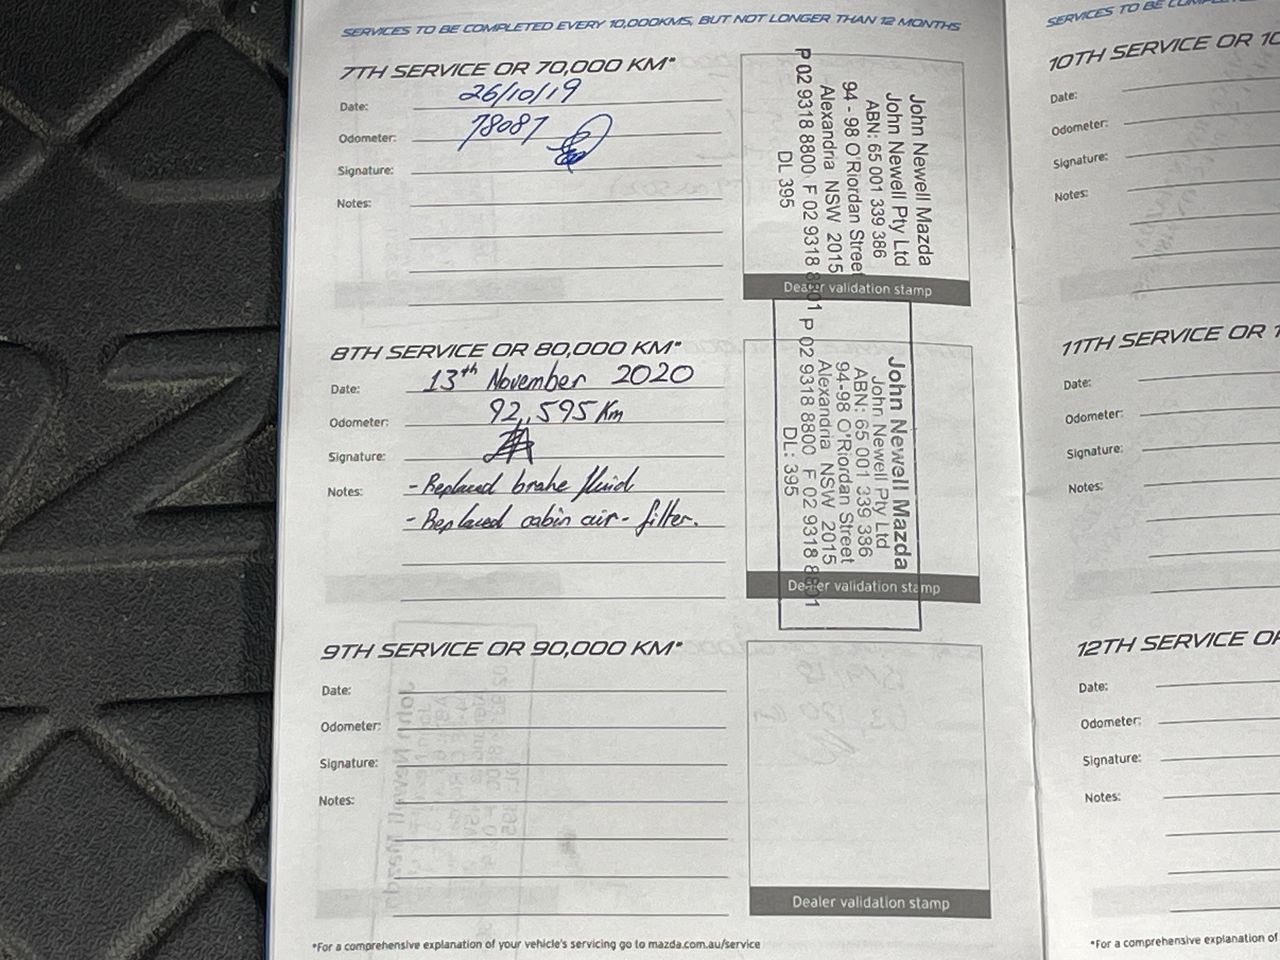 SERVICES TO BE COMPLETED EVERY 10,000KMS, BUT NOT LONGER THAN 12 MONTHS
7TH SERVICE OR 70,000 KM*
Date: 26/10/19
Odometer: 78087
Signature:
Notes:
John Newell Mazda
John Newell Pty Ltd
ABN: 65 001 339 386
94 - 98 O'Riordan Street
Alexandria NSW 2015
P 02 9318 8800 F 02 9318 8801
DL 395
Dealer validation stamp
8TH SERVICE OR 80,000 KM*
Date: 13th November 2020
Odometer: 92,595 Km
Signature:
Notes: - Replaced brake fluid
- Replaced cabin air-filter.
John Newell Mazda
John Newell Pty Ltd
ABN: 65 001 339 386
94-98 O'Riordan Street
Alexandria NSW 2015
P 02 9318 8800 F 02 9318 8801
DL: 395
Dealer validation stamp
9TH SERVICE OR 90,000 KM*
Date:
Odometer:
Signature:
Notes:
Dealer validation stamp
*For a comprehensive explanation of your vehicle's servicing go to mazda.com.au/service
SERVICES TO BE
10TH SERVICE OR 10
Date:
Odometer:
Signature:
Notes:
11TH SERVICE OR 1
Date:
Odometer:
Signature:
Notes:
12TH SERVICE OR
Date:
Odometer:
Signature:
Notes:
*For a comprehensive explanation of